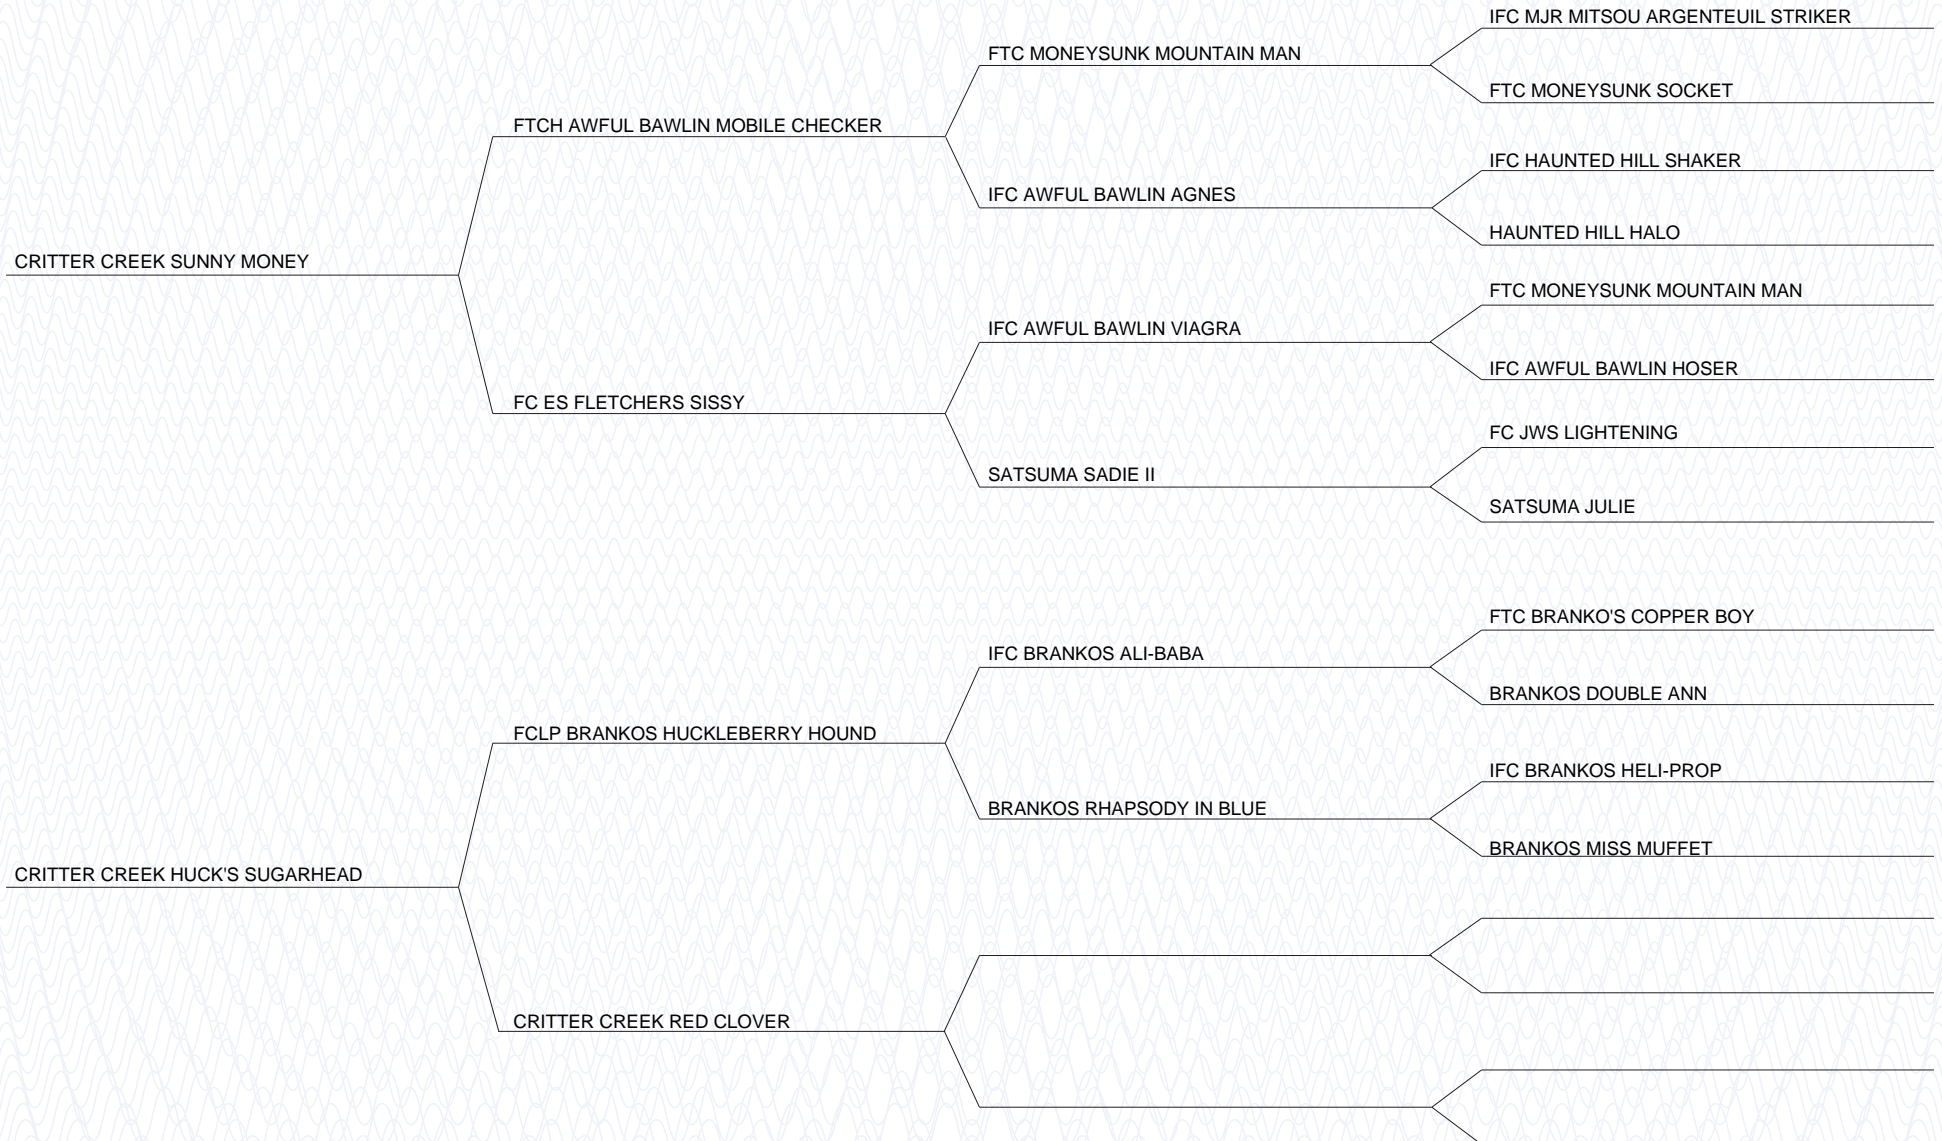 IFC MJR MITSOU ARGENTEUIL STRIKER
FTC MONEYSUNK MOUNTAIN MAN
FTC MONEYSUNK SOCKET
FTCH AWFUL BAWLIN MOBILE CHECKER
IFC HAUNTED HILL SHAKER
IFC AWFUL BAWLIN AGNES
HAUNTED HILL HALO
CRITTER CREEK SUNNY MONEY
FTC MONEYSUNK MOUNTAIN MAN
IFC AWFUL BAWLIN VIAGRA
IFC AWFUL BAWLIN HOSER
FC ES FLETCHERS SISSY
FC JWS LIGHTENING
SATSUMA SADIE II
SATSUMA JULIE
FTC BRANKO'S COPPER BOY
IFC BRANKOS ALI-BABA
BRANKOS DOUBLE ANN
FCLP BRANKOS HUCKLEBERRY HOUND
IFC BRANKOS HELI-PROP
BRANKOS RHAPSODY IN BLUE
BRANKOS MISS MUFFET
CRITTER CREEK HUCK'S SUGARHEAD
CRITTER CREEK RED CLOVER